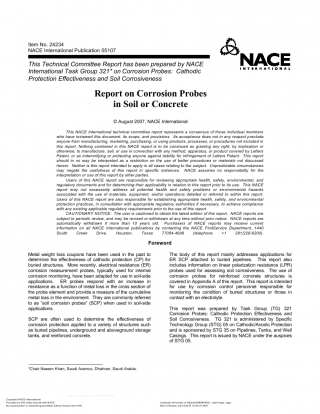 Item No. 24234
NACE International Publication 05107
This Technical Committee Report has been prepared by NACE
International Task Group 321* on Corrosion Probes: Cathodic
Protection Effectiveness and Soil Corrosiveness
NACE
INTERNATIONAL
Report on Corrosion Probes
in Soil or Concrete
© August 2007, NACE International
This NACE International technical committee report represents a consensus of those individual members
who have reviewed this document, its scope, and provisions. Its acceptance does not in any respect preclude
anyone from manufacturing, marketing, purchasing, or using products, processes, or procedures not included in
this report. Nothing contained in this NACE report is to be construed as granting any right, by implication or
otherwise, to manufacture, sell, or use in connection with any method, apparatus, or product covered by Letters
Patent, or as indemnifying or protecting anyone against liability for infringement of Letters Patent. This report
should in no way be interpreted as a restriction on the use of better procedures or materials not discussed
herein. Neither is this report intended to apply in all cases relating to the subject. Unpredictable circumstances
may negate the usefulness of this report in specific instances. NACE assumes no responsibility for the
interpretation or use of this report by other parties.
Users of this NACE report are responsible for reviewing appropriate health, safety, environmental, and
regulatory documents and for determining their applicability in relation to this report prior to its use. This NACE
report may not necessarily address all potential health and safety problems or environmental hazards
associated with the use of materials, equipment, and/or operations detailed or referred to within this report.
Users of this NACE report are also responsible for establishing appropriate health, safety, and environmental
protection practices, in consultation with appropriate regulatory authorities if necessary, to achieve compliance
with any existing applicable regulatory requirements prior to the use of this report.
CAUTIONARY NOTICE: The user is cautioned to obtain the latest edition of this report. NACE reports are
subject to periodic review, and may be revised or withdrawn at any time without prior notice. NACE reports are
automatically withdrawn if more than 10 years old. Purchasers of NACE reports may receive current
information on all NACE International publications by contacting the NACE FirstService Department, 1440
South Creek Drive, Houston, Texas 77084-4906 (telephone +1 281/228-6200).
Foreword
Metal weight loss coupons have been used in the past to
determine the effectiveness of cathodic protection (CP) for
buried structures. More recently, electrical resistance (ER)
corrosion measurement probes, typically used for internal
corrosion monitoring, have been adapted for use in soil-side
applications. ER probes respond with an increase in
resistance as a function of metal loss in the cross section of
the probe element and provide a measure of the cumulative
metal loss in the environment. They are commonly referred
to as "soil corrosion probes" (SCP) when used in soil-side
applications.
SCP are often used to determine the effectiveness of
corrosion protection applied to a variety of structures such
as buried pipelines, underground and aboveground storage
tanks, and reinforced concrete.
The body of this report mainly addresses applications for
ER SCP attached to buried pipelines. This report also
includes information on linear polarization resistance (LPR)
probes used for assessing soil corrosiveness. The use of
corrosion probes for reinforced concrete structures is
covered in Appendix A of this report. This report is intended
for use by corrosion control personnel responsible for
monitoring the condition of buried structures or those in
contact with an electrolyte.
This report was prepared by Task Group (TG) 321
Corrosion Probes: Cathodic Protection Effectiveness and
Soil Corrosiveness. TG 321 is administered by Specific
Technology Group (STG) 05 on Cathodic/Anodic Protection
and is sponsored by STG 35 on Pipelines, Tanks, and Well
Casings. This report is issued by NACE under the auspices
of STG 05.
*Chair Naeem Khan, Saudi Aramco, Dhahran, Saudi Arabia.